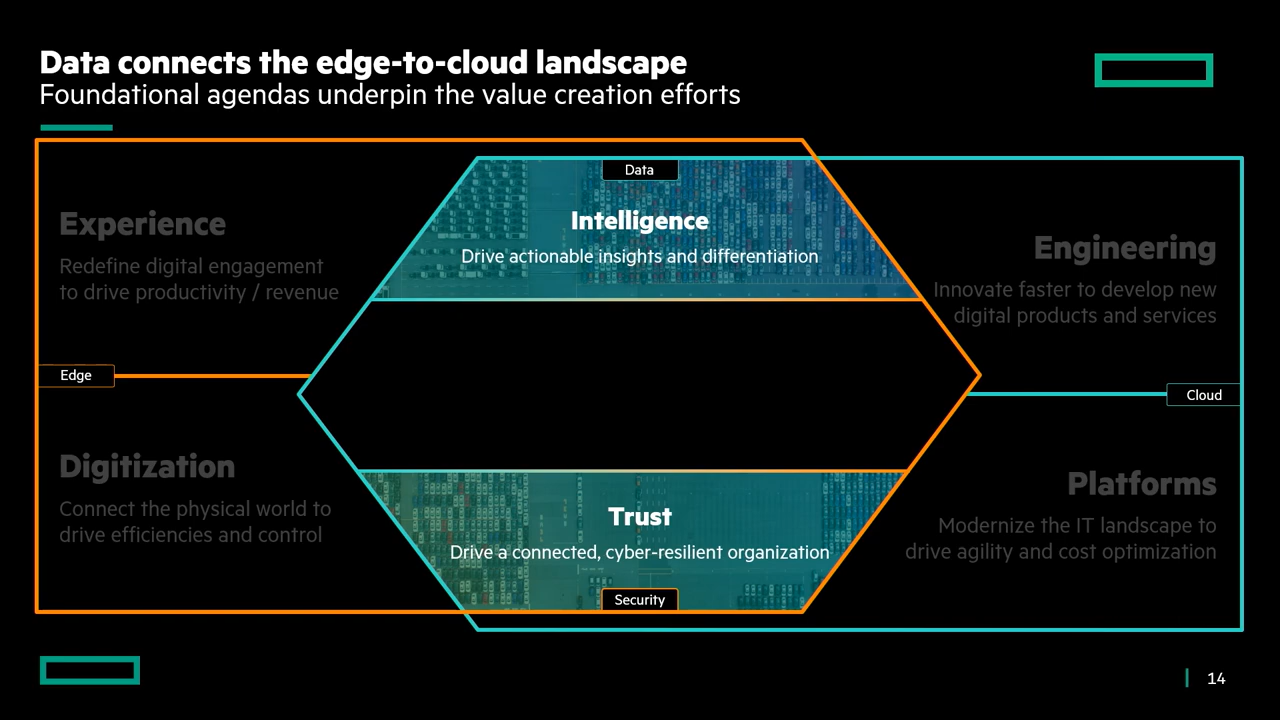 Data connects the edge-to-cloud landscape
Foundational agendas underpin the value creation efforts
Data
Intelligence
Drive actionable insights and differentiation
Experience
Redefine digital engagement
to drive productivity / revenue
Engineering
Innovate faster to develop new
digital products and services
Edge
Cloud
Digitization
Connect the physical world to
drive efficiencies and control
Platforms
Modernize the IT landscape to
drive agility and cost optimization
Trust
Drive a connected, cyber-resilient organization
Security
14